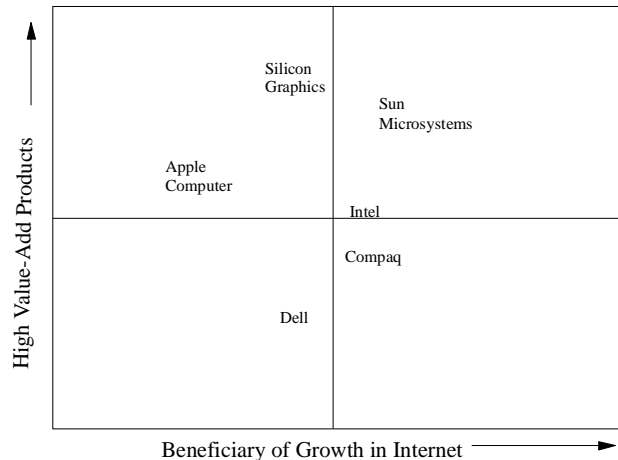 High Value-Add Products
Silicon
Graphics
Sun
Microsystems
Apple
Computer
Intel
Compaq
Dell
Beneficiary of Growth in Internet